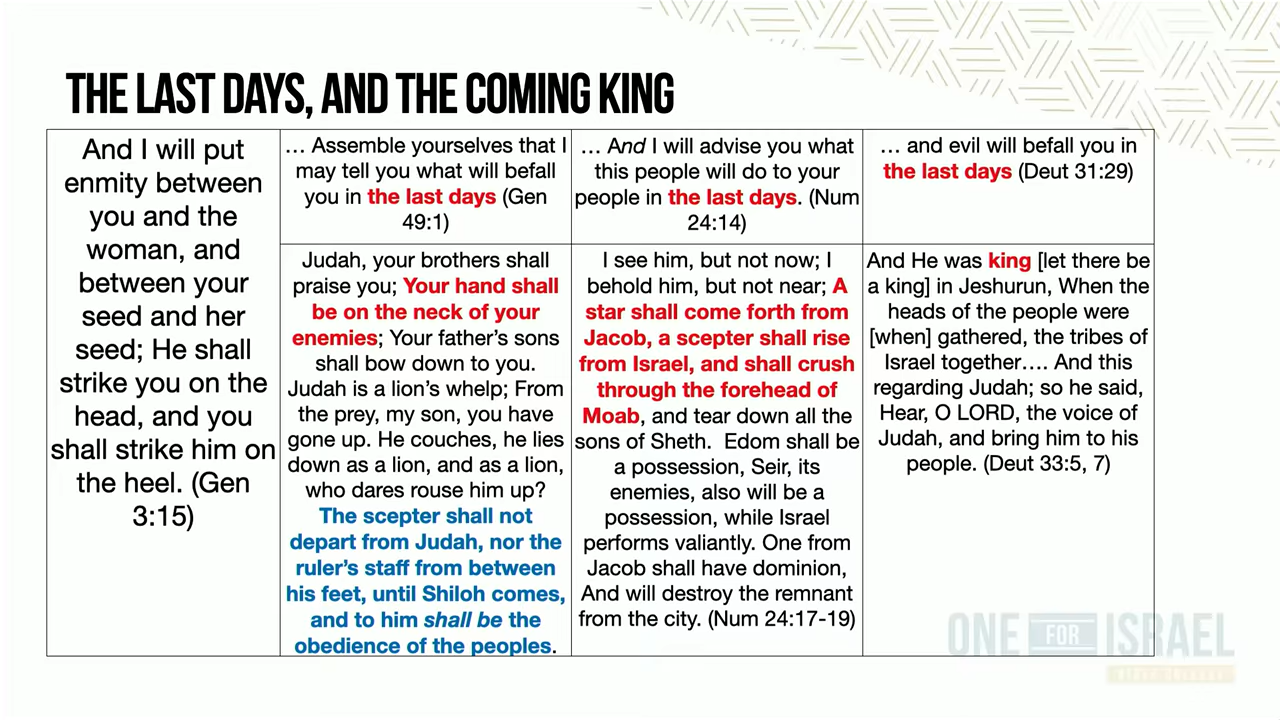 THE LAST DAYS, AND THE COMING KING
And I will put
enmity between
you and the
woman, and
between your
seed and her
seed; He shall
strike you on the
head, and you
shall strike him on
the heel. (Gen
3:15)
… Assemble yourselves that I
may tell you what will befall
you in the last days (Gen
49:1)
… And I will advise you what
this people will do to your
people in the last days. (Num
24:14)
… and evil will befall you in
the last days (Deut 31:29)
Judah, your brothers shall
praise you; Your hand shall
be on the neck of your
enemies; Your father’s sons
shall bow down to you.
Judah is a lion’s whelp; From
the prey, my son, you have
gone up. He couches, he lies
down as a lion, and as a lion,
who dares rouse him up?
The scepter shall not
depart from Judah, nor the
ruler’s staff from between
his feet, until Shiloh comes,
and to him shall be the
obedience of the peoples.
I see him, but not now; I
behold him, but not near; A
star shall come forth from
Jacob, a scepter shall rise
from Israel, and shall crush
through the forehead of
Moab, and tear down all the
sons of Sheth. Edom shall be
a possession, Seir, its
enemies, also will be a
possession, while Israel
performs valiantly. One from
Jacob shall have dominion,
And will destroy the remnant
from the city. (Num 24:17-19)
And He was king [let there be
a king] in Jeshurun, When the
heads of the people were
[when] gathered, the tribes of
Israel together…. And this
regarding Judah; so he said,
Hear, O LORD, the voice of
Judah, and bring him to his
people. (Deut 33:5, 7)
ONE FOR ISRAEL